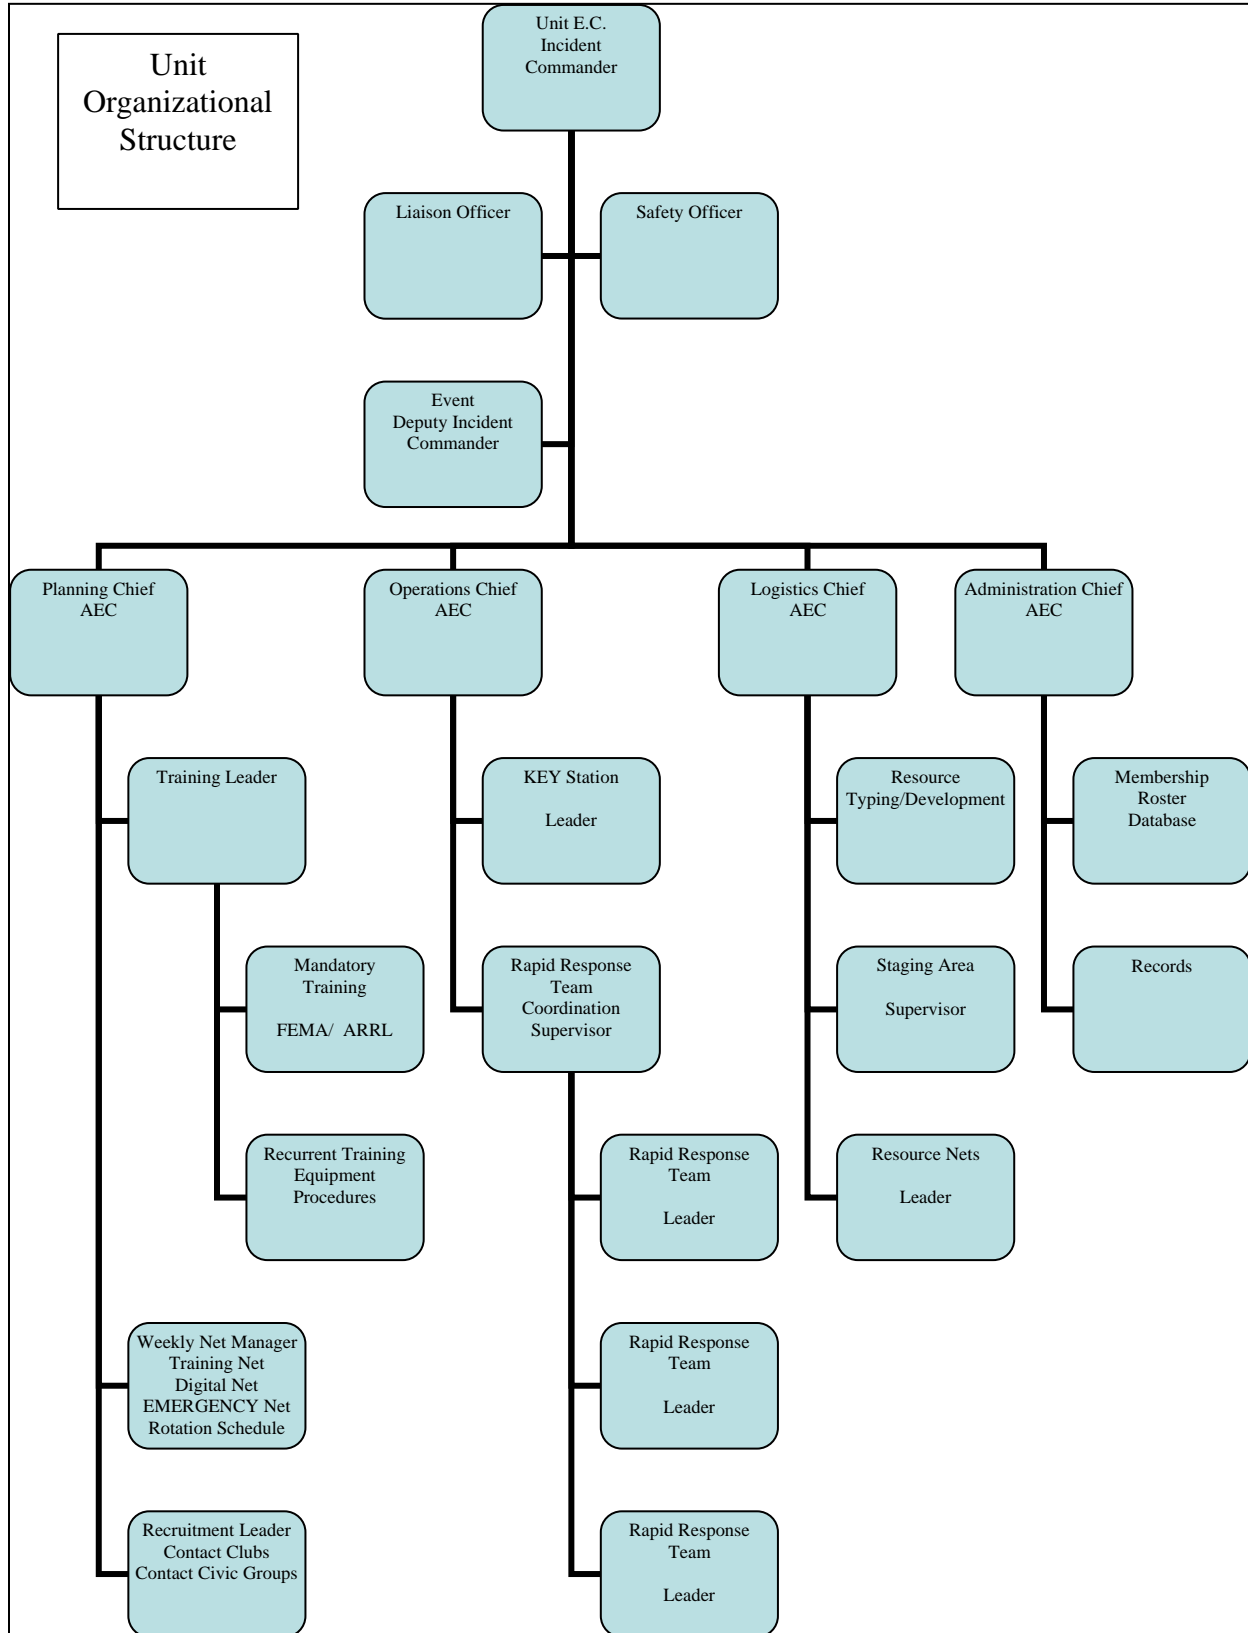 Unit
Organizational
Structure
Unit E.C.
Incident
Commander
Liaison Officer
Safety Officer
Event
Deputy Incident
Commander
Planning Chief
AEC
Operations Chief
AEC
Logistics Chief
AEC
Administration Chief
AEC
Training Leader
KEY Station
Leader
Resource
Typing/Development
Membership
Roster
Database
Mandatory
Training
FEMA/ ARRL
Rapid Response
Team
Coordination
Supervisor
Staging Area
Supervisor
Records
Recurrent Training
Equipment
Procedures
Rapid Response
Team
Leader
Resource Nets
Leader
Weekly Net Manager
Training Net
Digital Net
EMERGENCY Net
Rotation Schedule
Rapid Response
Team
Leader
Recruitment Leader
Contact Clubs
Contact Civic Groups
Rapid Response
Team
Leader